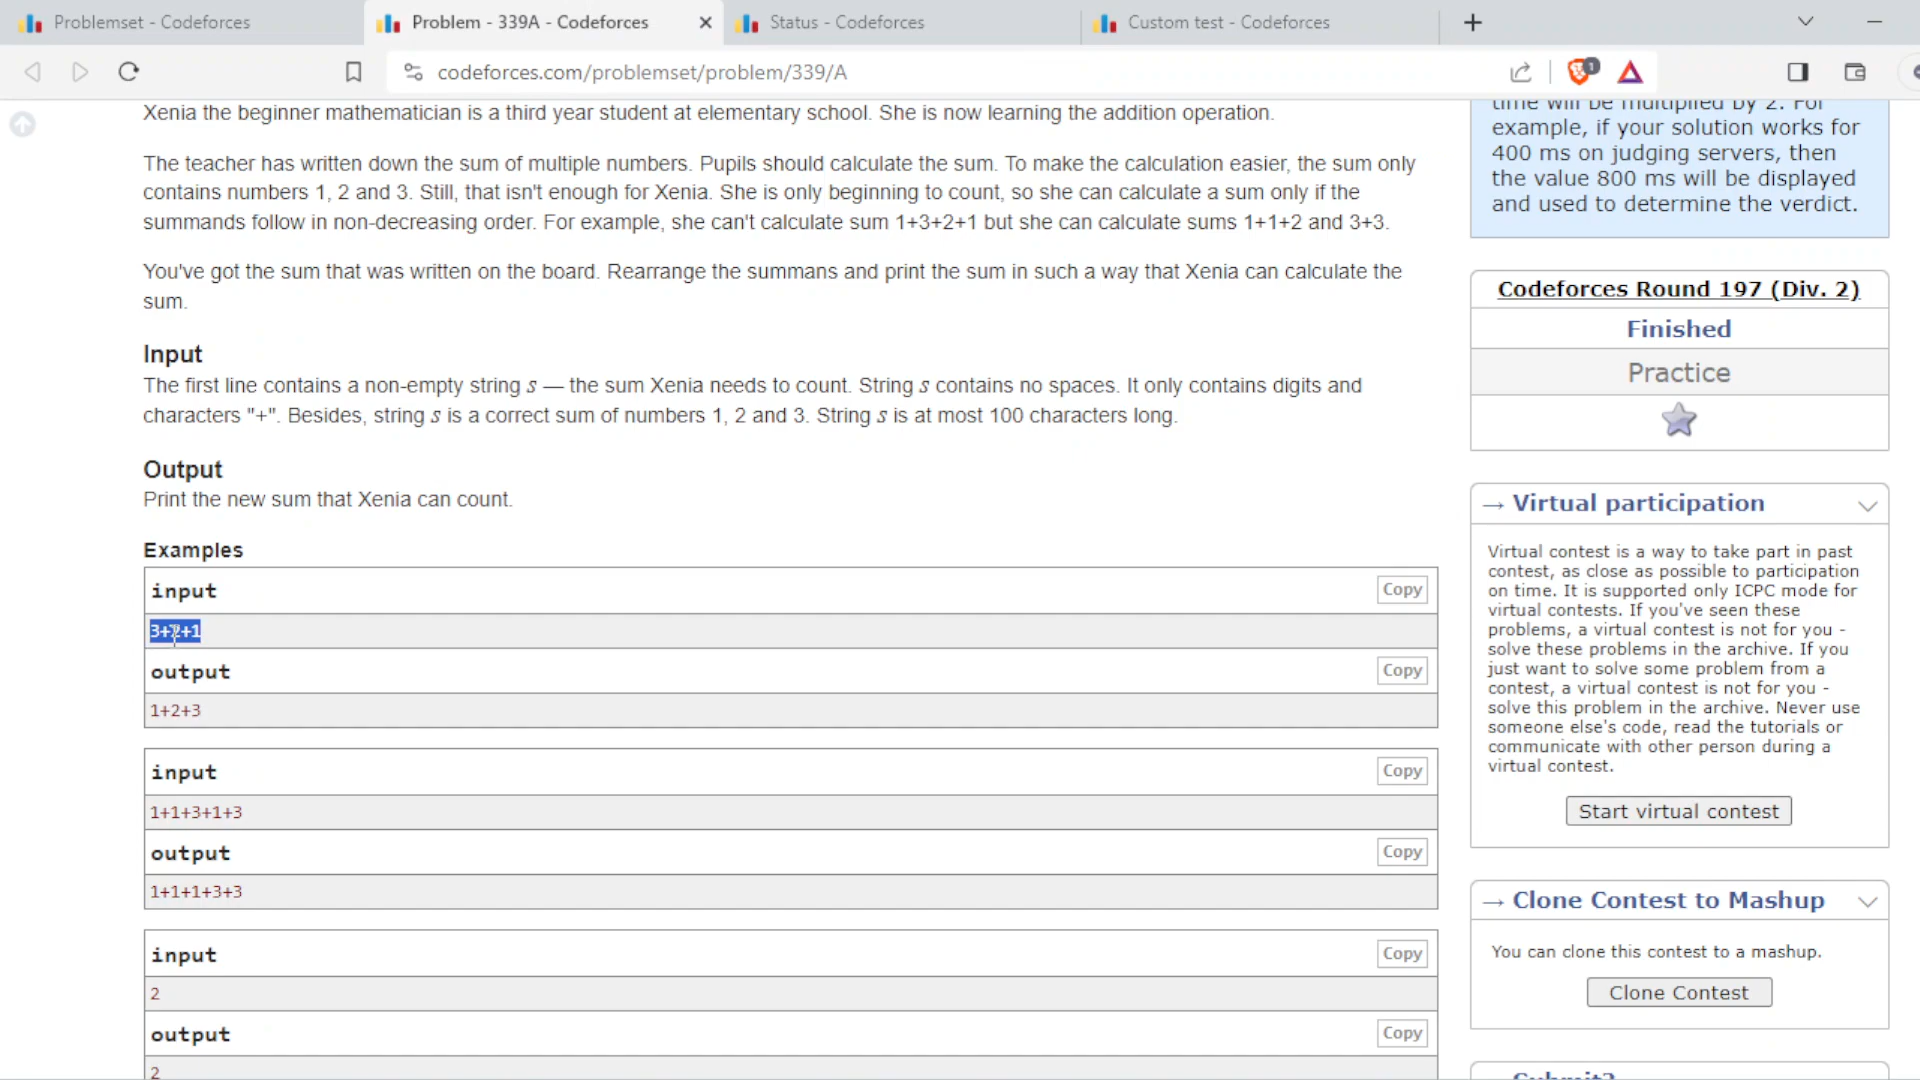 Problemset - Codeforces
Problem - 339A - Codeforces
Status - Codeforces
Custom test - Codeforces
codeforces.com/problemset/problem/339/A
1
Xenia the beginner mathematician is a third year student at elementary school. She is now learning the addition operation.
The teacher has written down the sum of multiple numbers. Pupils should calculate the sum. To make the calculation easier, the sum only
contains numbers 1, 2 and 3. Still, that isn't enough for Xenia. She is only beginning to count, so she can calculate a sum only if the
summands follow in non-decreasing order. For example, she can't calculate sum 1+3+2+1 but she can calculate sums 1+1+2 and 3+3.
You've got the sum that was written on the board. Rearrange the summans and print the sum in such a way that Xenia can calculate the
sum.
Input
The first line contains a non-empty string s — the sum Xenia needs to count. String s contains no spaces. It only contains digits and
characters "+". Besides, string s is a correct sum of numbers 1, 2 and 3. String s is at most 100 characters long.
Output
Print the new sum that Xenia can count.
Examples
input
Copy
3+2+1
output
Copy
1+2+3
input
Copy
1+1+3+1+3
output
Copy
1+1+1+3+3
input
Copy
2
output
Copy
2
time will be multiplied by 2. For
example, if your solution works for
400 ms on judging servers, then
the value 800 ms will be displayed
and used to determine the verdict.
Codeforces Round 197 (Div. 2)
Finished
Practice
→ Virtual participation
Virtual contest is a way to take part in past
contest, as close as possible to participation
on time. It is supported only ICPC mode for
virtual contests. If you've seen these
problems, a virtual contest is not for you -
solve these problems in the archive. If you
just want to solve some problem from a
contest, a virtual contest is not for you -
solve this problem in the archive. Never use
someone else's code, read the tutorials or
communicate with other person during a
virtual contest.
Start virtual contest
→ Clone Contest to Mashup
You can clone this contest to a mashup.
Clone Contest
Submit?